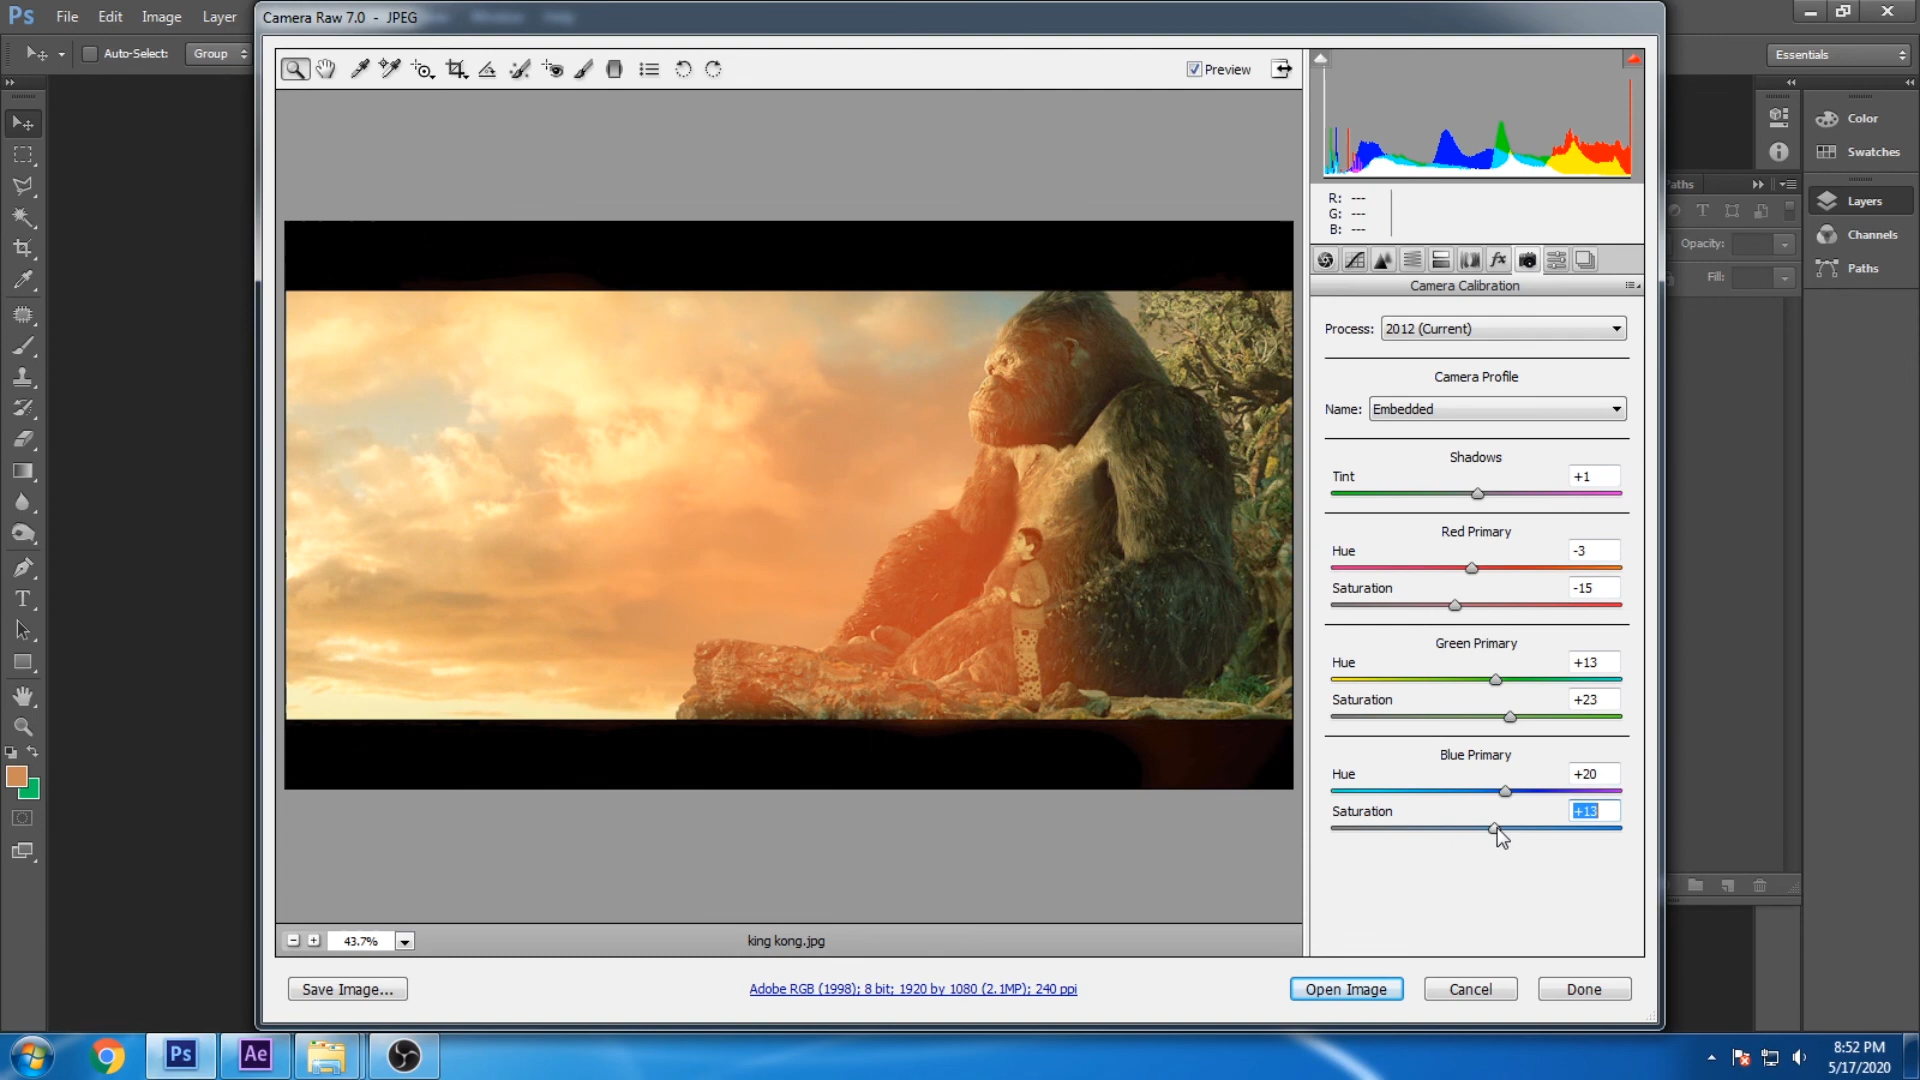 Ps File Edit Image Layer
Camera Raw 7.0 - JPEG
Window Help
Auto-Select: Group
Essentials
Preview
R: ---
G: ---
B: ---
Color
Swatches
Paths
Layers
Channels
Paths
Opacity:
Fill:
Camera Calibration
Process: 2012 (Current)
Camera Profile
Name: Embedded
Shadows
Tint +1
Red Primary
Hue -3
Saturation -15
Green Primary
Hue +13
Saturation +23
Blue Primary
Hue +20
Saturation +13
43.7%
king kong.jpg
Save Image...
Adobe RGB (1998); 8 bit; 1920 by 1080 (2.1MP); 240 ppi
Open Image
Cancel
Done
Ps
Ae
8:52 PM
5/17/2020